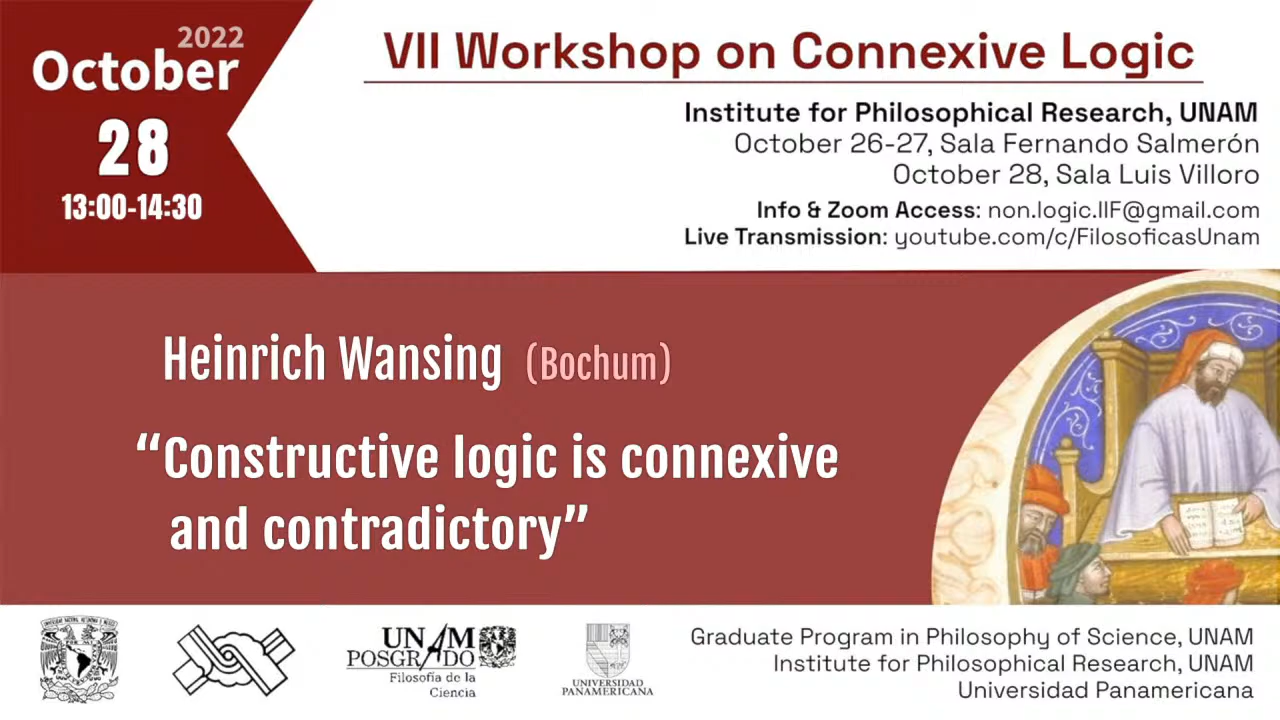 2022
October
28
13:00-14:30
VII Workshop on Connexive Logic
Institute for Philosophical Research, UNAM
October 26-27, Sala Fernando Salmerón
October 28, Sala Luis Villoro
Info & Zoom Access: non.logic.IIF@gmail.com
Live Transmission: youtube.com/c/FilosoficasUnam
Heinrich Wansing (Bochum)
“Constructive logic is connexive
and contradictory”
UNAM
POSGRADO
Filosofía de la
Ciencia
UNIVERSIDAD
PANAMERICANA
Graduate Program in Philosophy of Science, UNAM
Institute for Philosophical Research, UNAM
Universidad Panamericana